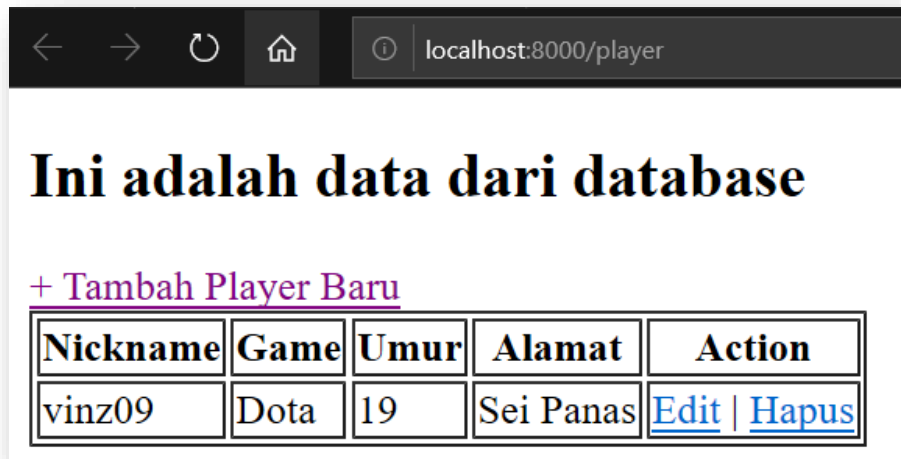 localhost:8000/player
Ini adalah data dari database
+ Tambah Player Baru
Nickname Game Umur Alamat Action
vinz09 Dota 19 Sei Panas Edit | Hapus